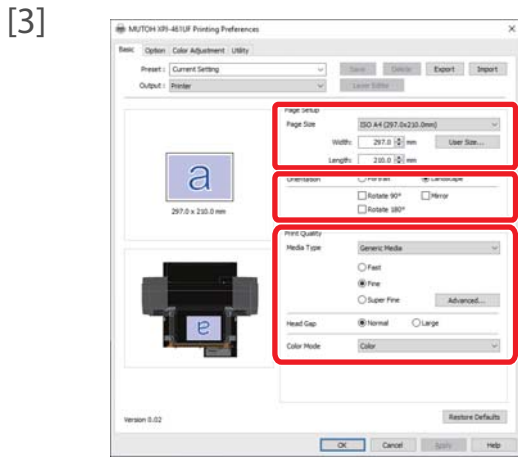 [3]
MUTOH XPJ-461UF Printing Preferences
Basic Option Color Adjustment Utility
Preset : Current Setting Save Delete Export Import
Output : Printer Layer Editor
Page Setup
Page Size ISO A4 (297.0x210.0mm)
Width: 297.0 mm User Size...
Length: 210.0 mm
Orientation Portrait Landscape
Rotate 90° Mirror
Rotate 180°
a
297.0 x 210.0 mm
Print Quality
Media Type Generic Media
Fast
Fine
Super Fine Advanced...
Head Gap Normal Large
Color Mode Color
a
Version 0.02 Restore Defaults
OK Cancel Apply Help